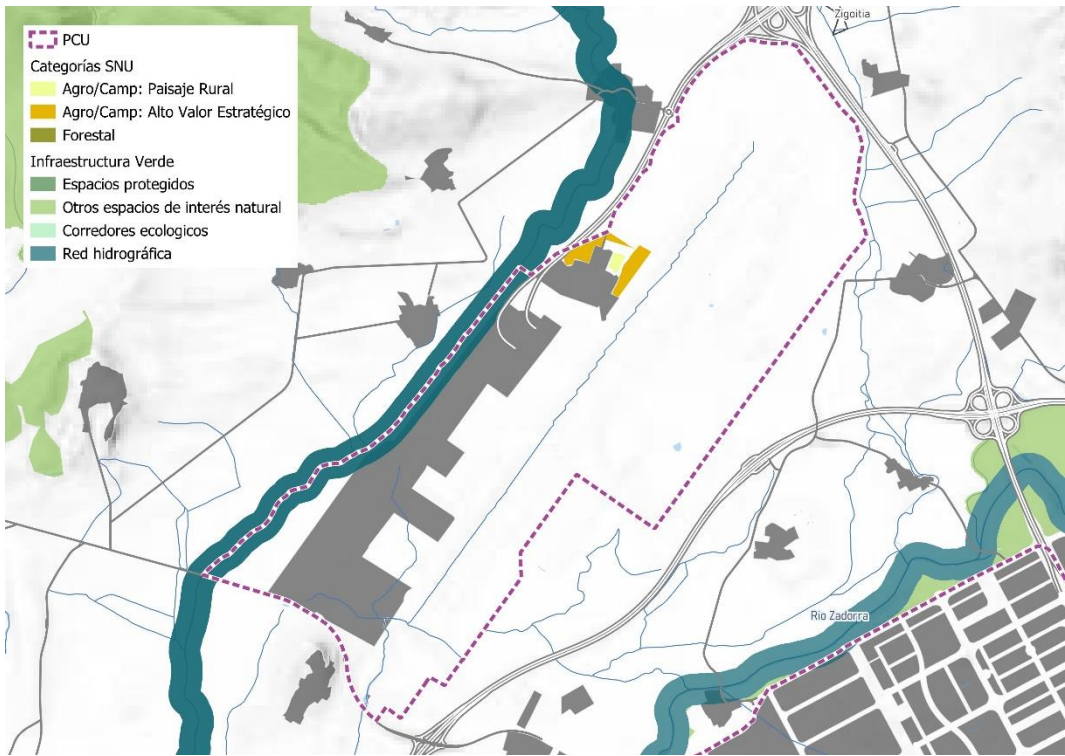 PCU
Categorías SNU
Agro/Camp: Paisaje Rural
Agro/Camp: Alto Valor Estratégico
Forestal
Infraestructura Verde
Espacios protegidos
Otros espacios de interés natural
Corredores ecologicos
Red hidrográfica
Zigoitia
Río Zadorra